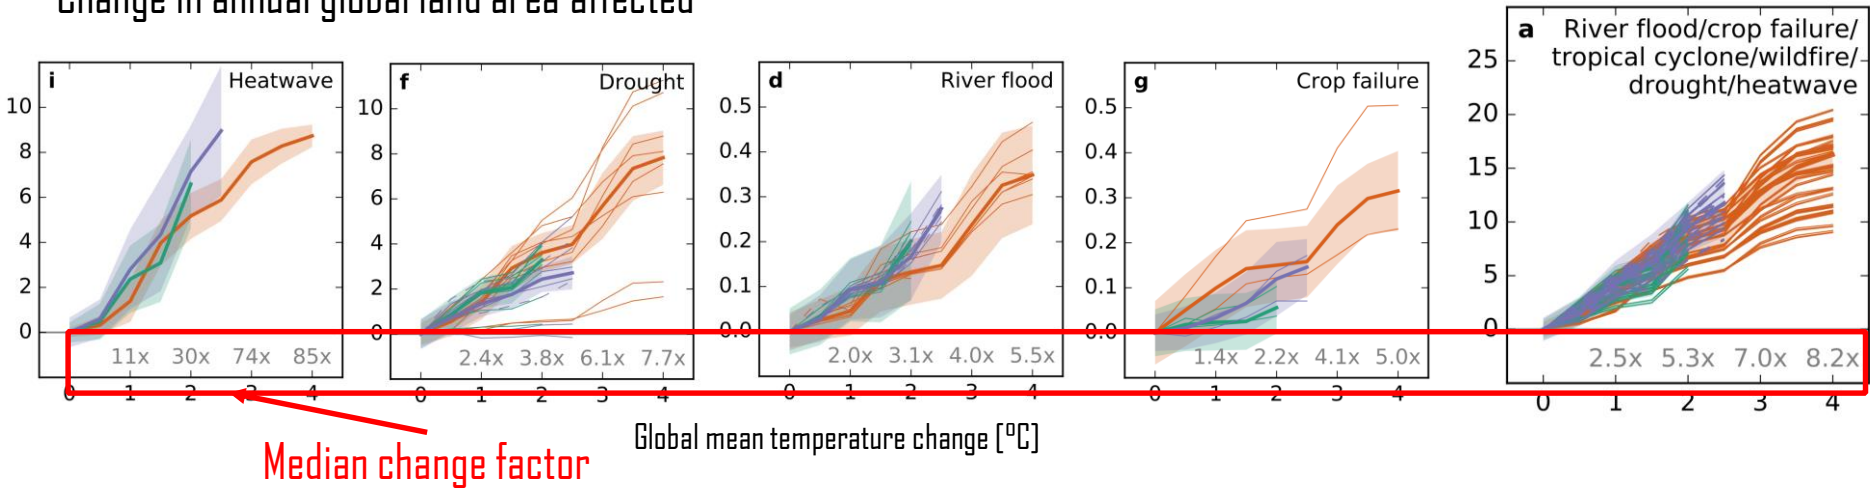 Change in annual global land area affected
i Heatwave
10
8
6
4
2
0
11x 30x 74x 85x
0 1 2 3 4
f Drought
10
8
6
4
2
0
2.4x 3.8x 6.1x 7.7x
0 1 2 3 4
d River flood
0.5
0.4
0.3
0.2
0.1
0.0
2.0x 3.1x 4.0x 5.5x
0 1 2 3 4
g Crop failure
0.5
0.4
0.3
0.2
0.1
0.0
1.4x 2.2x 4.1x 5.0x
0 1 2 3 4
a River flood/crop failure/
tropical cyclone/wildfire/
drought/heatwave
25
20
15
10
5
0
2.5x 5.3x 7.0x 8.2x
0 1 2 3 4
Global mean temperature change [°C]
Median change factor